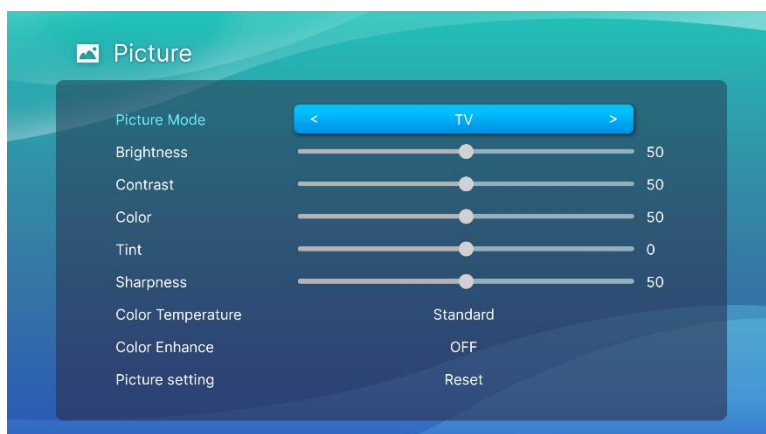 Picture
Picture Mode < TV >
Brightness 50
Contrast 50
Color 50
Tint 0
Sharpness 50
Color Temperature Standard
Color Enhance OFF
Picture setting Reset